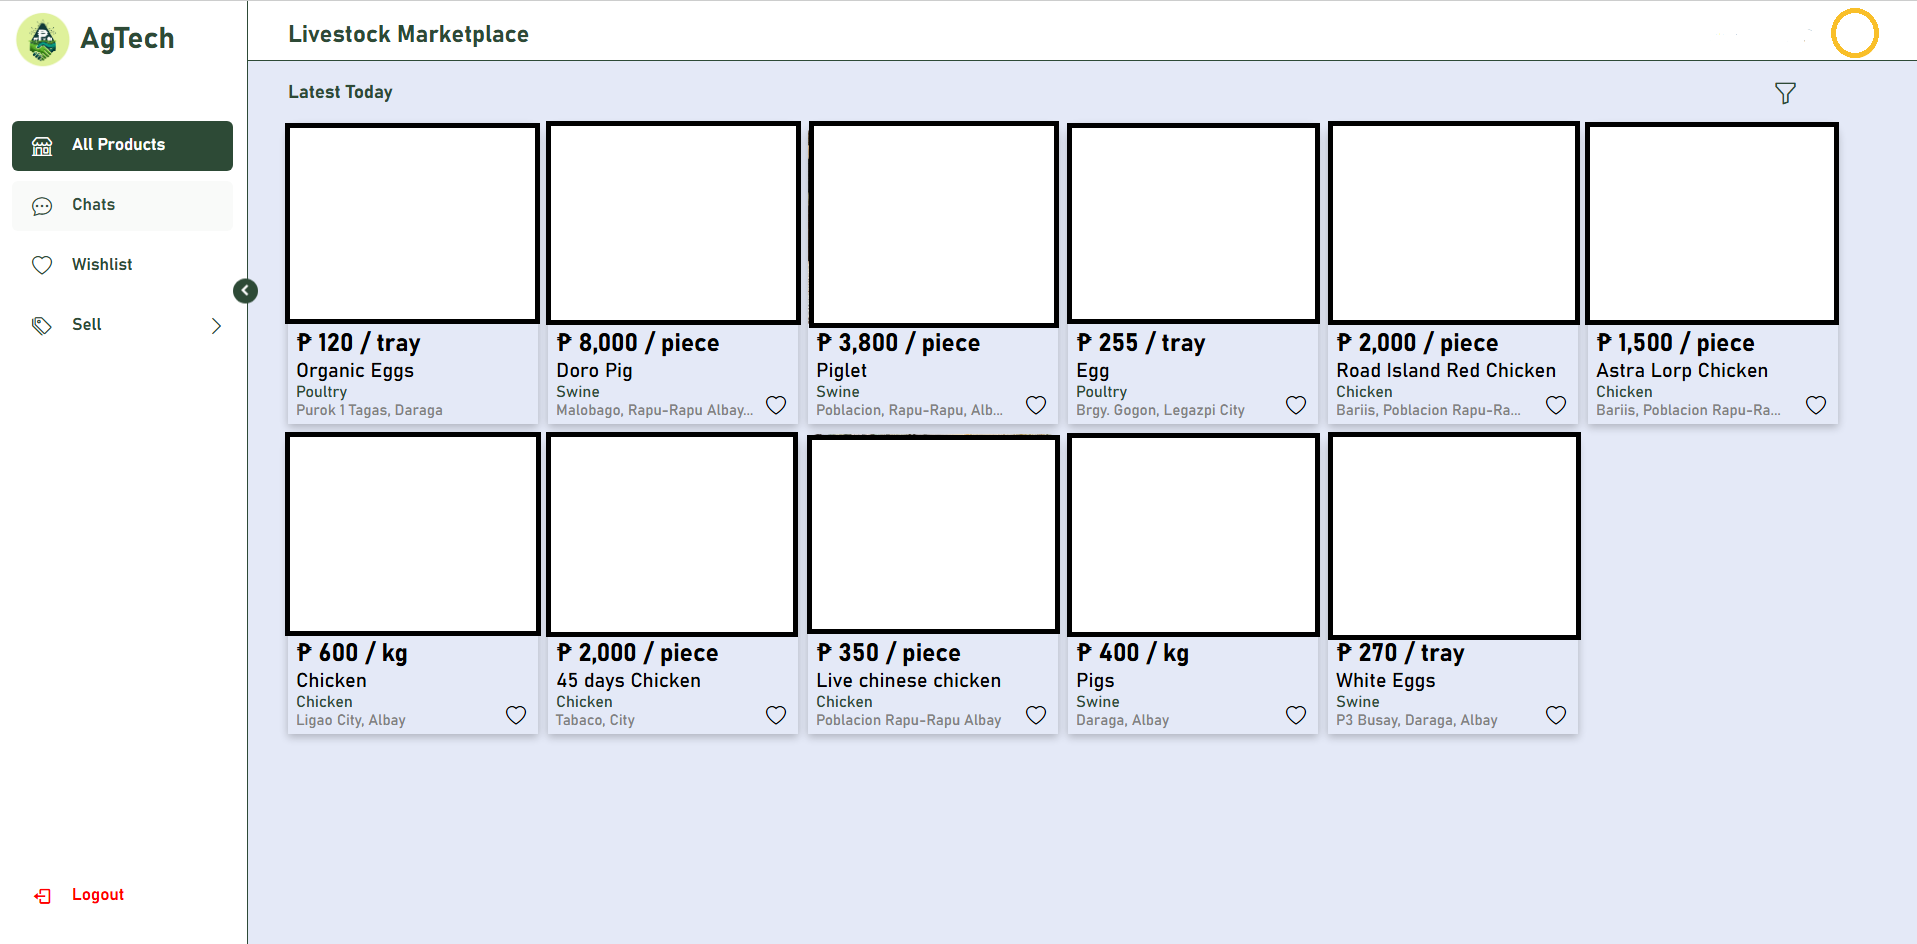 AgTech
Livestock Marketplace
Latest Today
All Products
Chats
Wishlist
Sell
Logout
₱ 120 / tray
Organic Eggs
Poultry
Purok 1 Tagas, Daraga
₱ 8,000 / piece
Doro Pig
Swine
Malobago, Rapu-Rapu Albay...
₱ 3,800 / piece
Piglet
Swine
Poblacion, Rapu-Rapu, Alb...
₱ 255 / tray
Egg
Poultry
Brgy. Gogon, Legazpi City
₱ 2,000 / piece
Road Island Red Chicken
Chicken
Bariis, Poblacion Rapu-Ra...
₱ 1,500 / piece
Astra Lorp Chicken
Chicken
Bariis, Poblacion Rapu-Ra...
₱ 600 / kg
Chicken
Chicken
Ligao City, Albay
₱ 2,000 / piece
45 days Chicken
Chicken
Tabaco, City
₱ 350 / piece
Live chinese chicken
Chicken
Poblacion Rapu-Rapu Albay
₱ 400 / kg
Pigs
Swine
Daraga, Albay
₱ 270 / tray
White Eggs
Swine
P3 Busay, Daraga, Albay